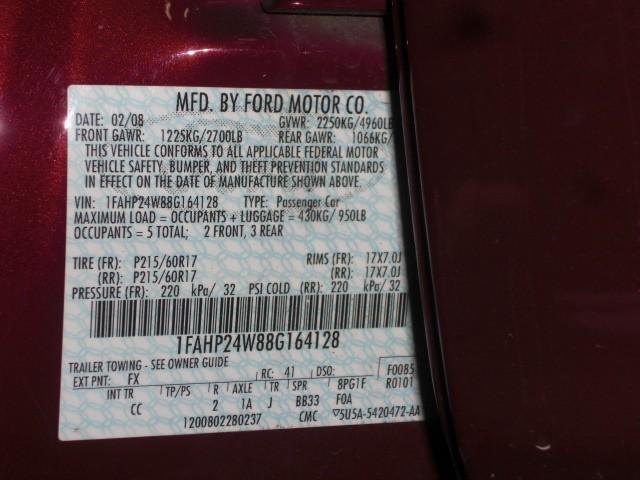 MFD. BY FORD MOTOR CO.
DATE: 02/08 GVWR: 2250KG/4960LB
FRONT GAWR: 1225KG/2700LB REAR GAWR: 1066KG/
THIS VEHICLE CONFORMS TO ALL APPLICABLE FEDERAL MOTOR
VEHICLE SAFETY, BUMPER, AND THEFT PREVENTION STANDARDS
IN EFFECT ON THE DATE OF MANUFACTURE SHOWN ABOVE.
VIN: 1FAHP24W88G164128 TYPE: Passenger Car
MAXIMUM LOAD = OCCUPANTS + LUGGAGE = 430KG/ 950LB
OCCUPANTS = 5 TOTAL; 2 FRONT, 3 REAR
TIRE (FR): P215/60R17 RIMS (FR): 17X7.0J
(RR): P215/60R17 (RR): 17X7.0J
PRESSURE (FR): 220 kPa/ 32 PSI COLD (RR): 220 kPa/ 32
1FAHP24W88G164128
TRAILER TOWING - SEE OWNER GUIDE
EXT PNT: FX RC: 41 DSO: F0085
INT TR TP/PS R AXLE TR SPR 8PG1F R0101
CC 2 1A J BB33 F0A
1200802280237 CMC ▽5U5A-5420472-AA